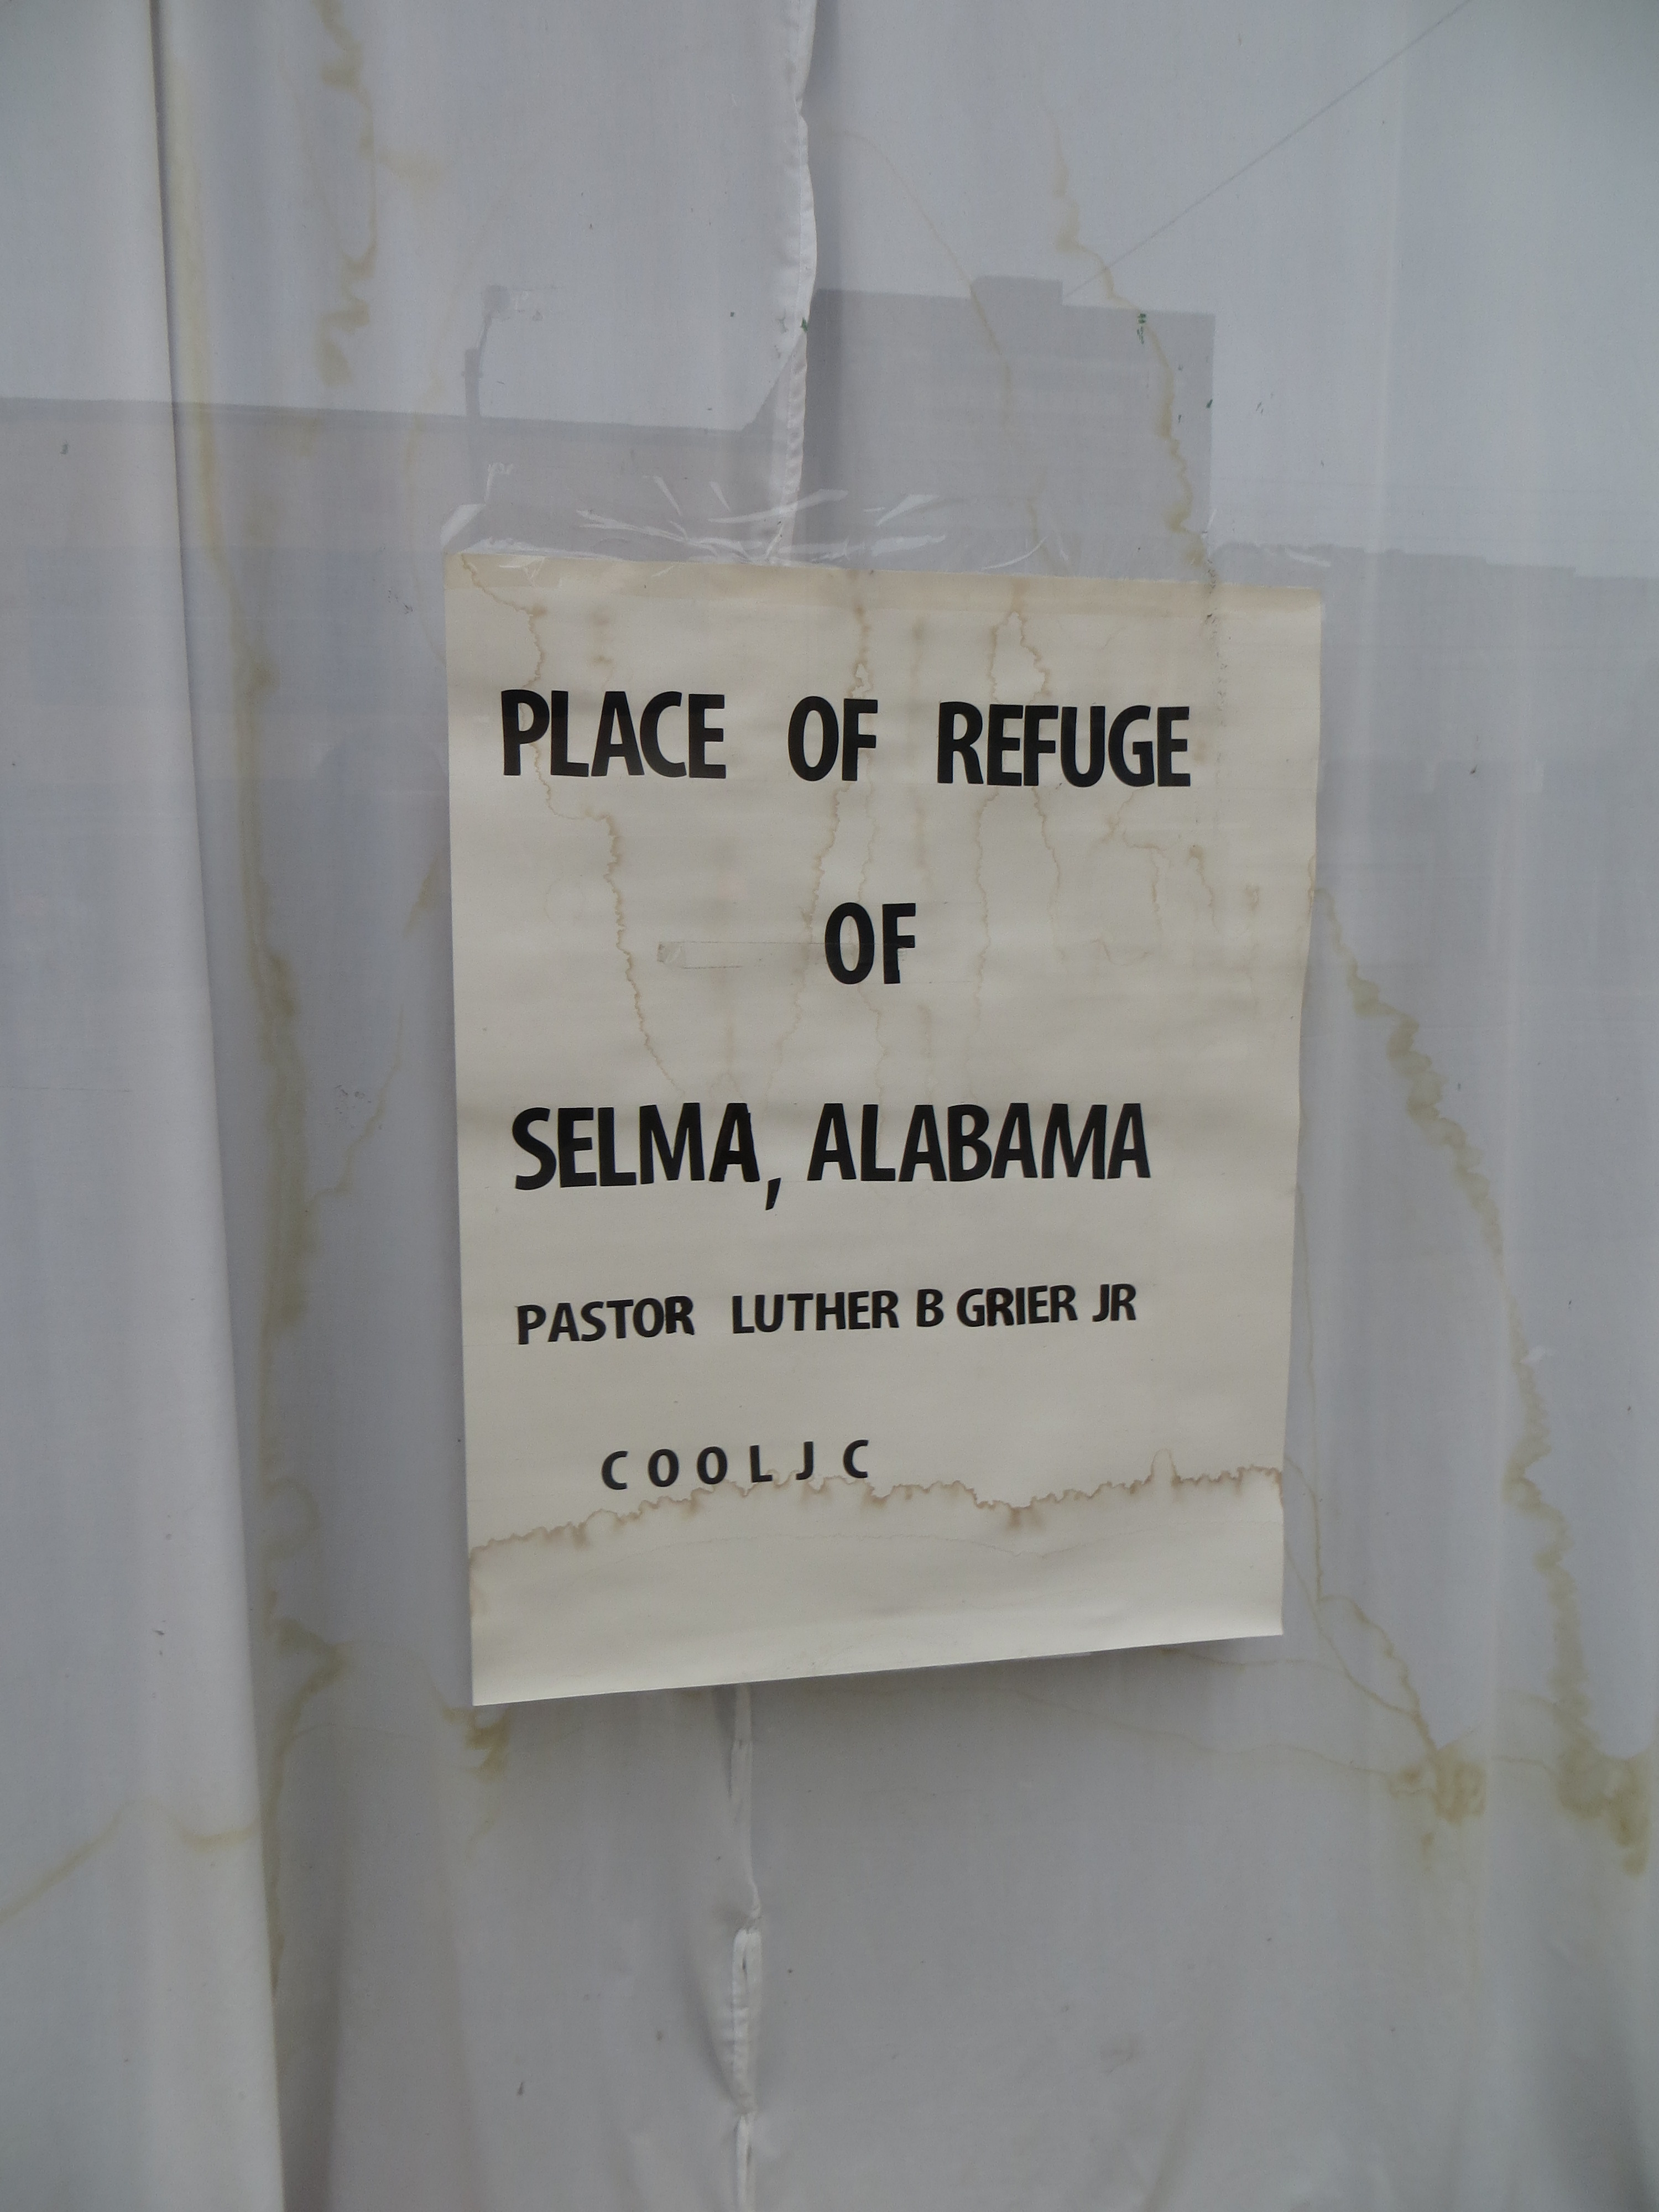 PLACE OF REFUGE
OF
SELMA, ALABAMA
PASTOR LUTHER B GRIER JR
C O O L J C